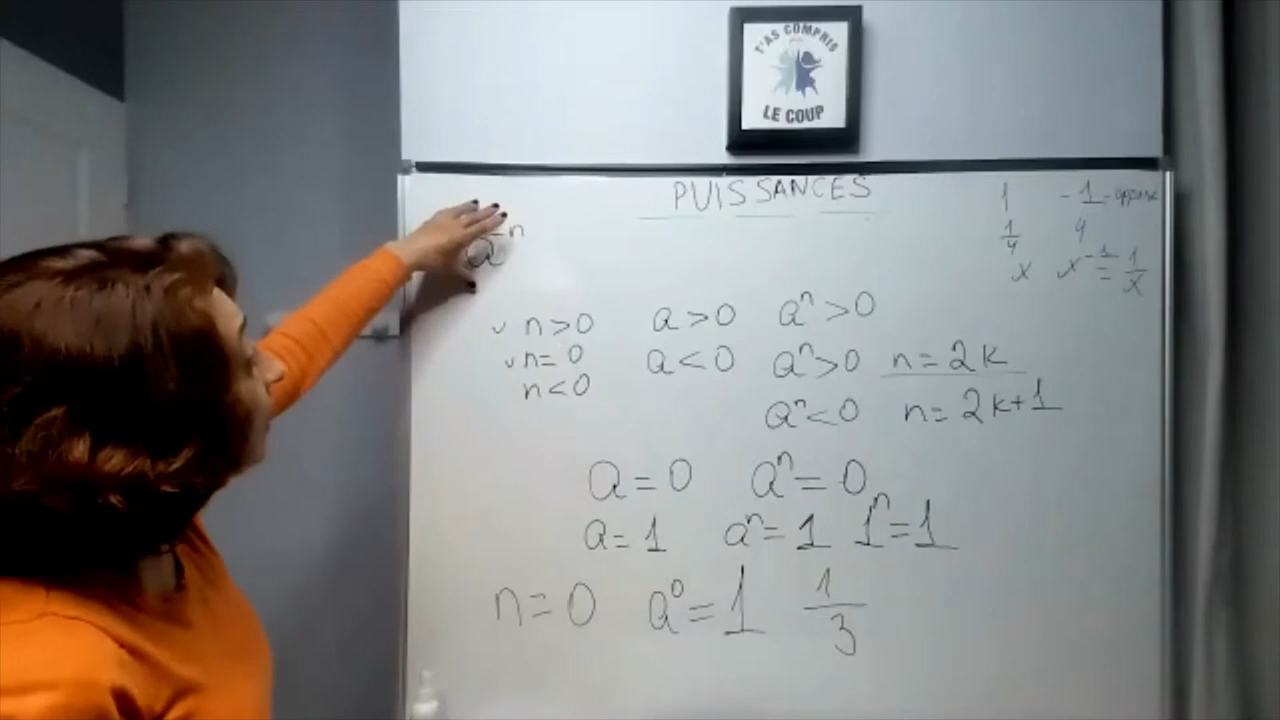 T'AS COMPRIS
LE COUP
PUISSANCES
1 -1 opposé
1/4 4
x x⁻¹ = 1/x
a⁻ⁿ
v n>0 a>0 aⁿ>0
v n=0 a<0 aⁿ>0 n=2k
n<0 aⁿ<0 n=2k+1
a=0 aⁿ=0
a=1 aⁿ=1 1ⁿ=1
n=0 a⁰=1 1/3